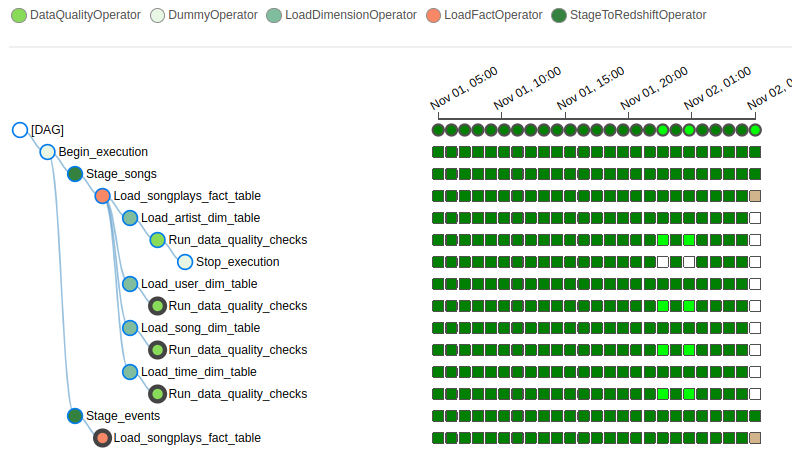 DataQualityOperator DummyOperator LoadDimensionOperator LoadFactOperator StageToRedshiftOperator
Nov 01, 05:00 Nov 01, 10:00 Nov 01, 15:00 Nov 01, 20:00 Nov 02, 01:00 Nov 02, 0
[DAG]
Begin_execution
Stage_songs
Load_songplays_fact_table
Load_artist_dim_table
Run_data_quality_checks
Stop_execution
Load_user_dim_table
Run_data_quality_checks
Load_song_dim_table
Run_data_quality_checks
Load_time_dim_table
Run_data_quality_checks
Stage_events
Load_songplays_fact_table